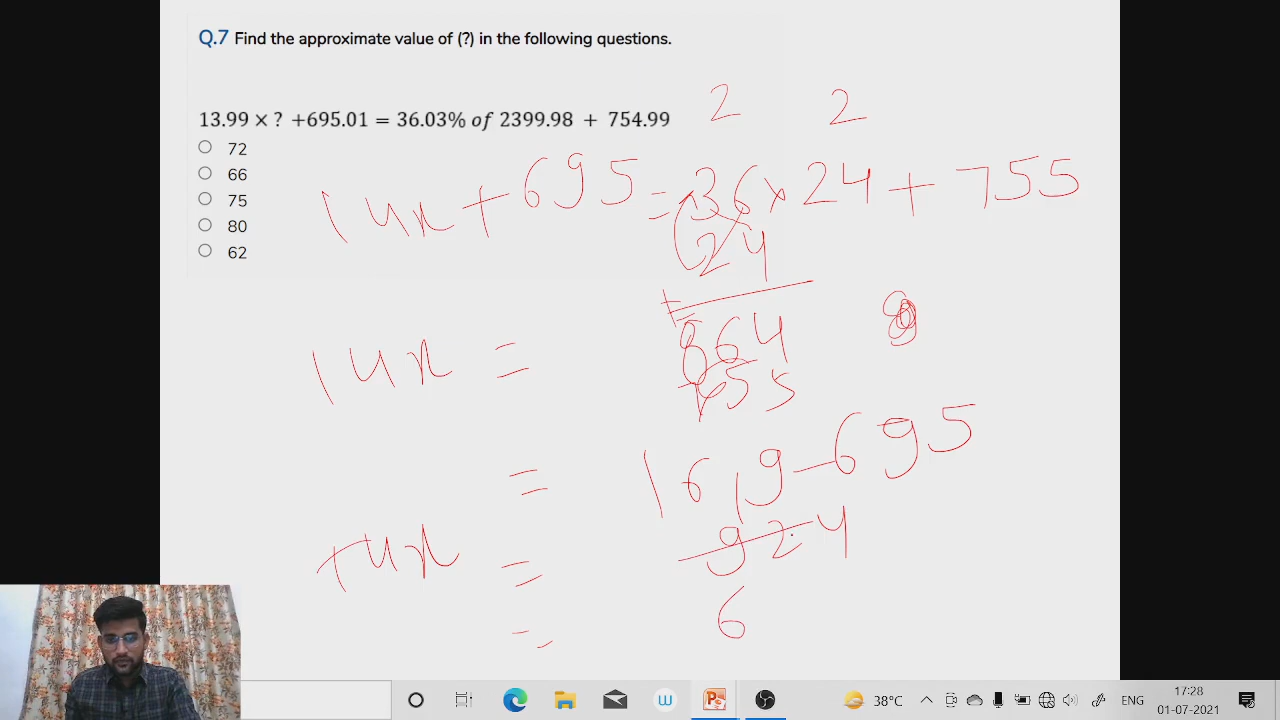 Q.7 Find the approximate value of (?) in the following questions.
13.99 × ? +695.01 = 36.03% of 2399.98 + 754.99
72
66
75
80
62
2 2
14x + 695 = 36 × 24 + 755
24
14x = 864
755
= 1619 - 695
14x = 924
= 6
38°C ENG 17:28
01-07-2021